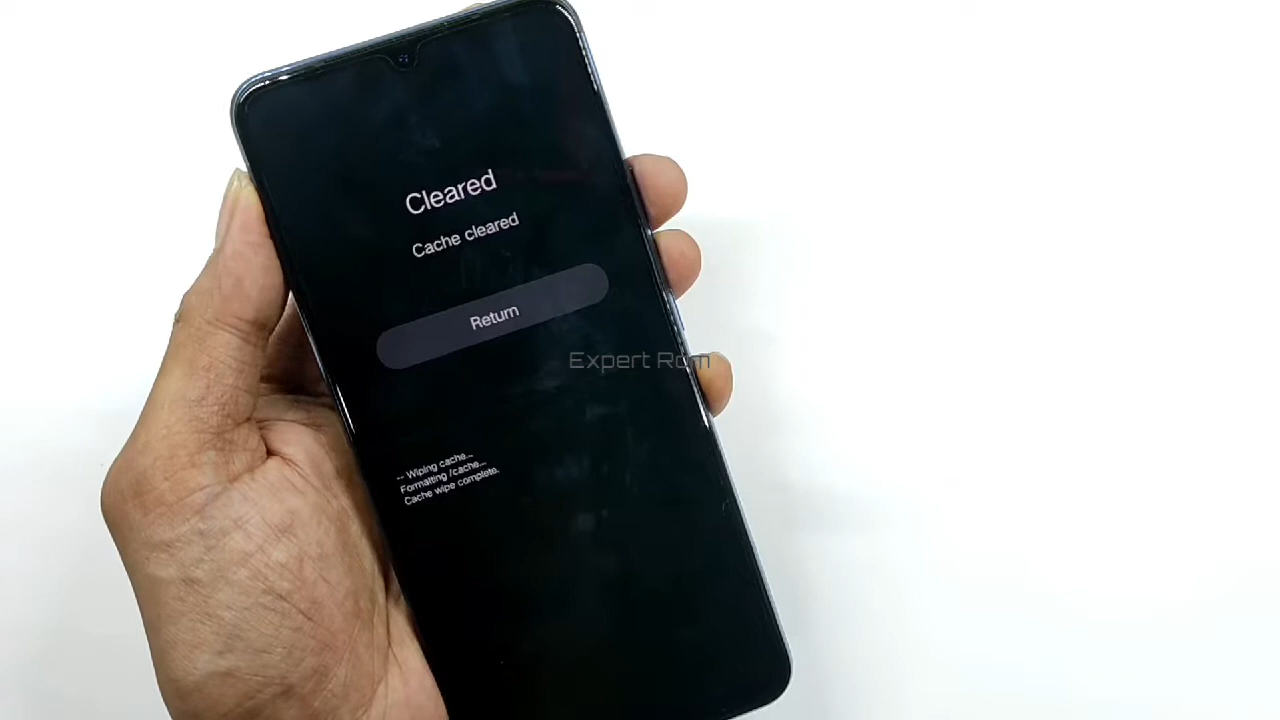 Cleared
Cache cleared
Return
Expert Rom
-- Wiping cache...
Formatting /cache...
Cache wipe complete.